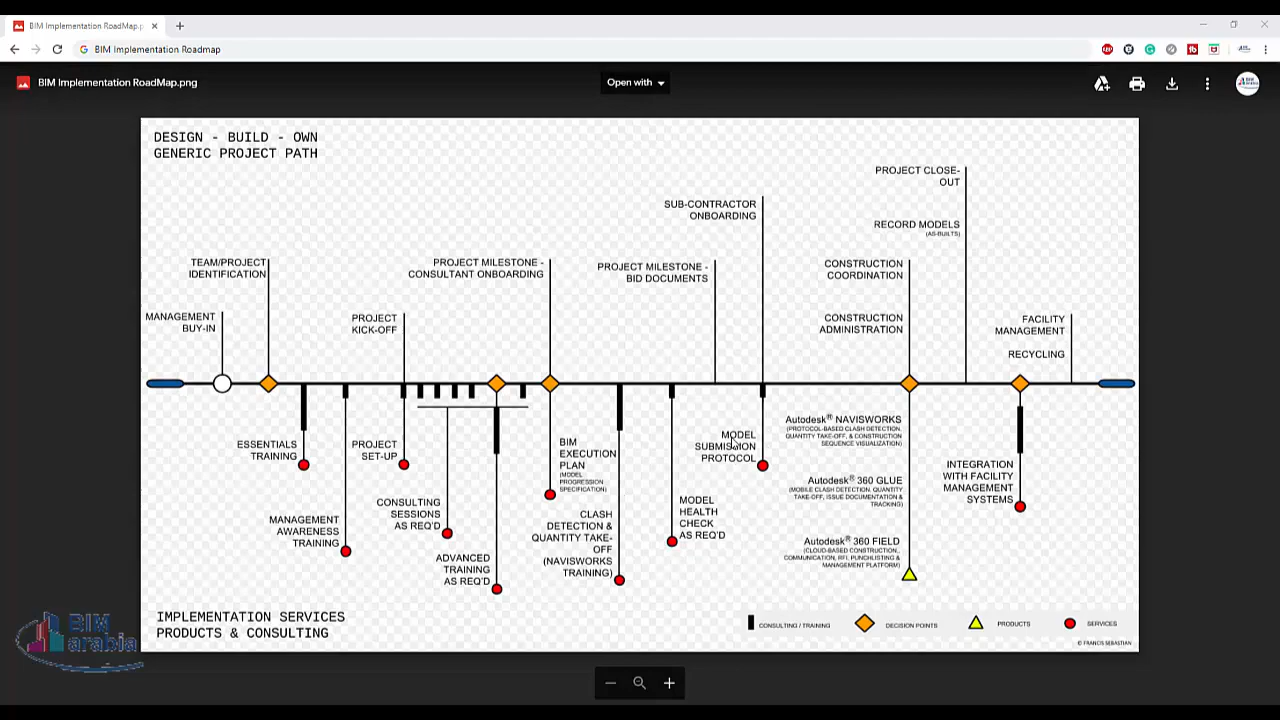 BIM Implementation RoadMap.p
BIM Implementation Roadmap
BIM Implementation RoadMap.png
Open with
DESIGN - BUILD - OWN
GENERIC PROJECT PATH
PROJECT CLOSE-
OUT
SUB-CONTRACTOR
ONBOARDING
RECORD MODELS
(AS-BUILTS)
TEAM/PROJECT
IDENTIFICATION
PROJECT MILESTONE -
CONSULTANT ONBOARDING
PROJECT MILESTONE -
BID DOCUMENTS
CONSTRUCTION
COORDINATION
MANAGEMENT
BUY-IN
PROJECT
KICK-OFF
CONSTRUCTION
ADMINISTRATION
FACILITY
MANAGEMENT
RECYCLING
ESSENTIALS
TRAINING
PROJECT
SET-UP
BIM
EXECUTION
PLAN
(MODEL
PROGRESSION
SPECIFICATION)
MODEL
SUBMISSION
PROTOCOL
Autodesk® NAVISWORKS
(PROTOCOL-BASED CLASH DETECTION,
QUANTITY TAKE-OFF, & CONSTRUCTION
SEQUENCE VISUALIZATION)
INTEGRATION
WITH FACILITY
MANAGEMENT
SYSTEMS
Autodesk® 360 GLUE
(MOBILE CLASH DETECTION, QUANTITY
TAKE-OFF, ISSUE DOCUMENTATION &
TRACKING)
MANAGEMENT
AWARENESS
TRAINING
CONSULTING
SESSIONS
AS REQ'D
CLASH
DETECTION &
QUANTITY TAKE-
OFF
(NAVISWORKS
TRAINING)
MODEL
HEALTH
CHECK
AS REQ'D
ADVANCED
TRAINING
AS REQ'D
Autodesk® 360 FIELD
(CLOUD-BASED CONSTRUCTION,
COMMUNICATION, RFI, PUNCHLISTING &
MANAGEMENT PLATFORM)
IMPLEMENTATION SERVICES
PRODUCTS & CONSULTING
CONSULTING / TRAINING
DECISION POINTS
PRODUCTS
SERVICES
© FRANCIS SEBASTIAN
BIM
arabia